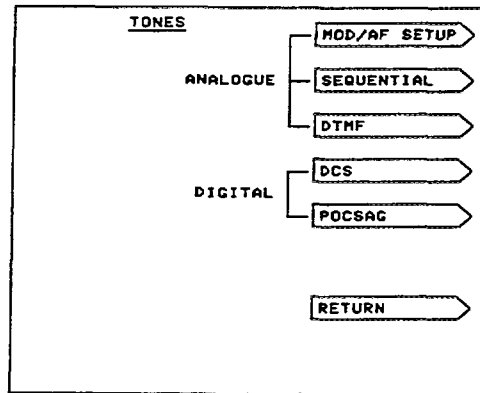 TONES
MOD/AF SETUP
ANALOGUE SEQUENTIAL
DTMF
DCS
DIGITAL
POCSAG
RETURN